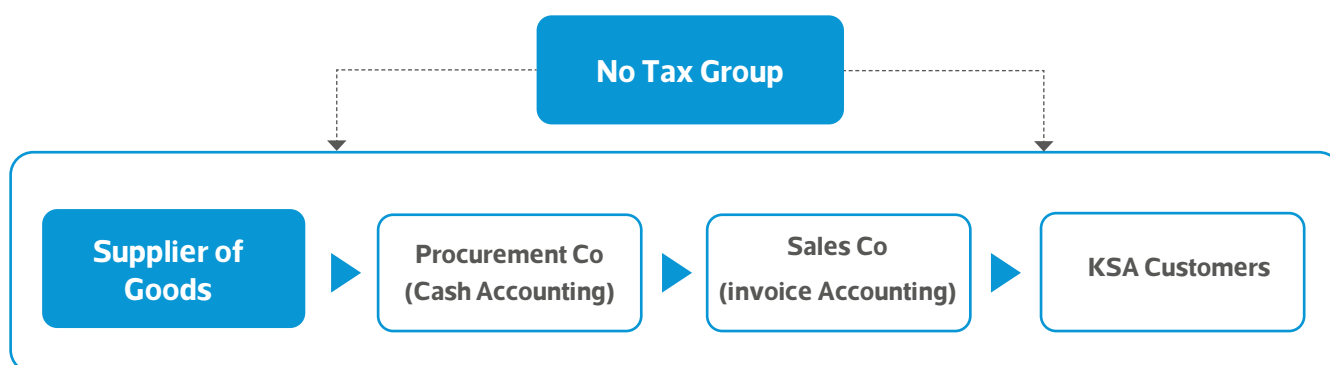 No Tax Group
Supplier of
Goods
Procurement Co
(Cash Accounting)
Sales Co
(invoice Accounting)
KSA Customers